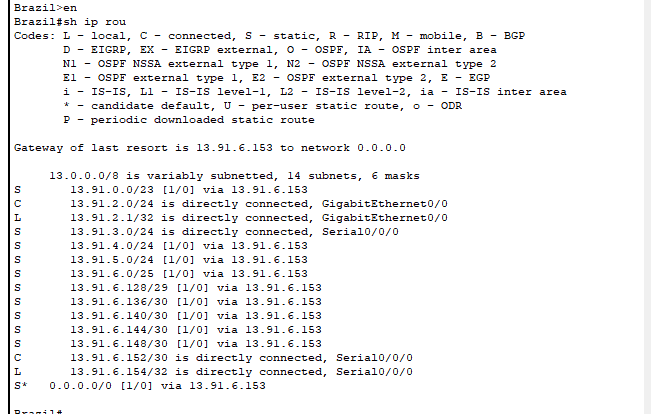 Brazil>en
Brazil#sh ip rou
Codes: L - local, C - connected, S - static, R - RIP, M - mobile, B - BGP
D - EIGRP, EX - EIGRP external, O - OSPF, IA - OSPF inter area
N1 - OSPF NSSA external type 1, N2 - OSPF NSSA external type 2
E1 - OSPF external type 1, E2 - OSPF external type 2, E - EGP
i - IS-IS, L1 - IS-IS level-1, L2 - IS-IS level-2, ia - IS-IS inter area
* - candidate default, U - per-user static route, o - ODR
P - periodic downloaded static route
Gateway of last resort is 13.91.6.153 to network 0.0.0.0
13.0.0.0/8 is variably subnetted, 14 subnets, 6 masks
S 13.91.0.0/23 [1/0] via 13.91.6.153
C 13.91.2.0/24 is directly connected, GigabitEthernet0/0
L 13.91.2.1/32 is directly connected, GigabitEthernet0/0
S 13.91.3.0/24 is directly connected, Serial0/0/0
S 13.91.4.0/24 [1/0] via 13.91.6.153
S 13.91.5.0/24 [1/0] via 13.91.6.153
S 13.91.6.0/25 [1/0] via 13.91.6.153
S 13.91.6.128/29 [1/0] via 13.91.6.153
S 13.91.6.136/30 [1/0] via 13.91.6.153
S 13.91.6.140/30 [1/0] via 13.91.6.153
S 13.91.6.144/30 [1/0] via 13.91.6.153
S 13.91.6.148/30 [1/0] via 13.91.6.153
C 13.91.6.152/30 is directly connected, Serial0/0/0
L 13.91.6.154/32 is directly connected, Serial0/0/0
S* 0.0.0.0/0 [1/0] via 13.91.6.153
Brazil#